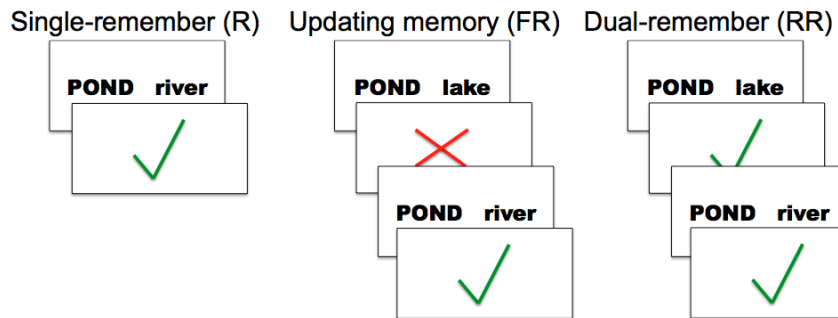 Single-remember (R)
POND river
Updating memory (FR)
POND lake
POND river
Dual-remember (RR)
POND lake
POND river